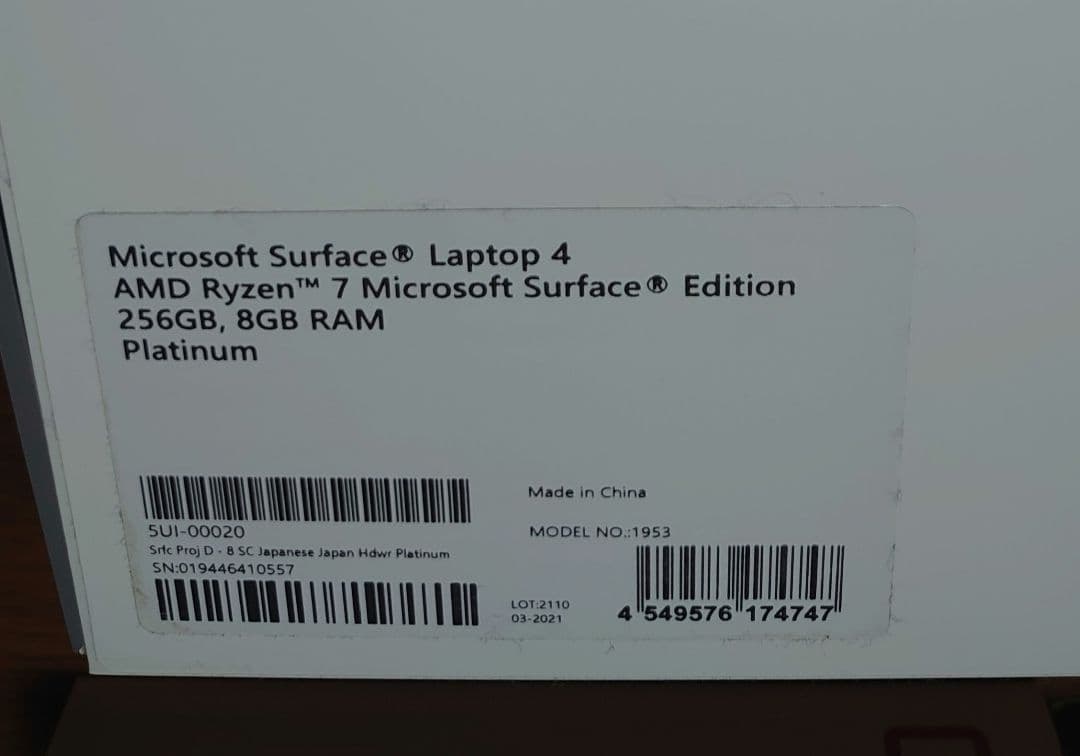 Microsoft Surface® Laptop 4
AMD Ryzen™ 7 Microsoft Surface® Edition
256GB, 8GB RAM
Platinum
5UI-00020
Srfc Proj D - 8 SC Japanese Japan Hdwr Platinum
SN:019446410557
Made in China
MODEL NO.:1953
LOT:2110
03-2021
4 549576 174747